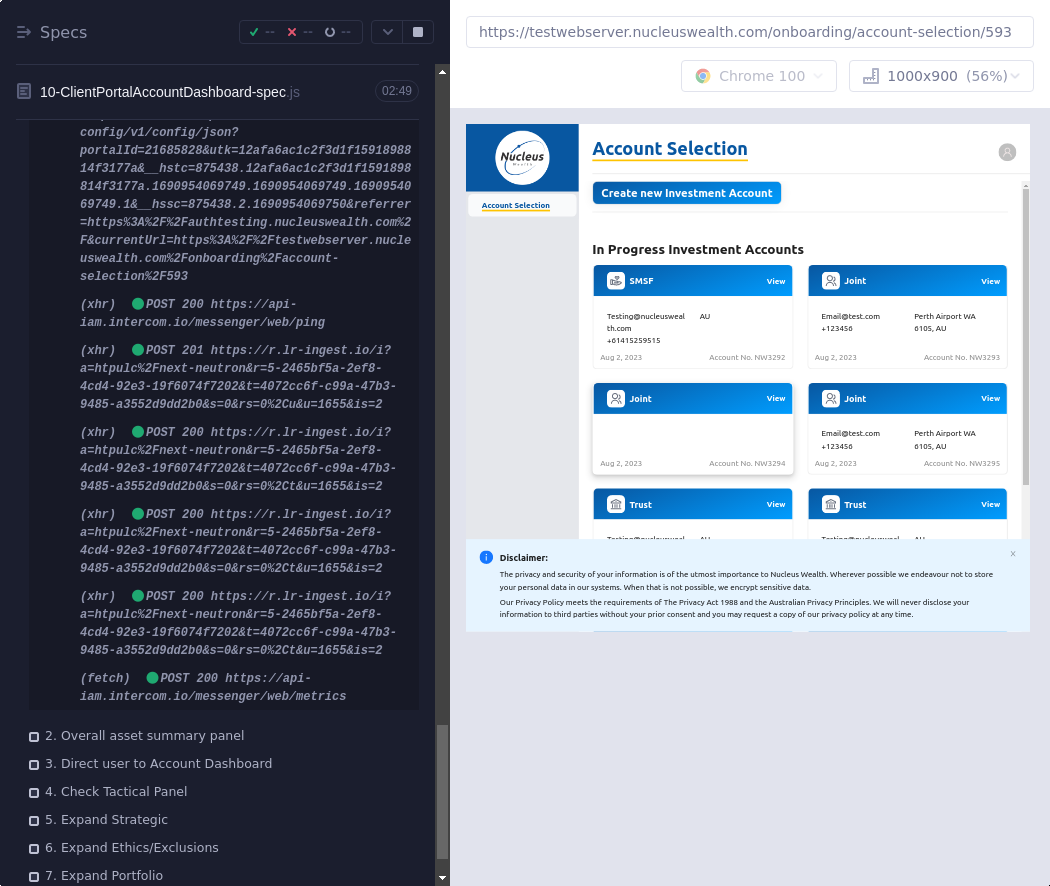 Specs
--
--
--
10-ClientPortalAccountDashboard-spec.js
02:49
config/v1/config/json?
portalId=21685828&utk=12afa6ac1c2f3d1f15918988
14f3177a&__hstc=875438.12afa6ac1c2f3d1f1591898
814f3177a.1690954069749.1690954069749.16909540
69749.1&__hssc=875438.2.1690954069750&referrer
=https%3A%2F%2Fauthtesting.nucleuswealth.com%2
F&currentUrl=https%3A%2F%2Ftestwebserver.nucle
uswealth.com%2Fonboarding%2Faccount-
selection%2F593
(xhr) POST 200 https://api-
iam.intercom.io/messenger/web/ping
(xhr) POST 201 https://r.lr-ingest.io/i?
a=htpulc%2Fnext-neutron&r=5-2465bf5a-2ef8-
4cd4-92e3-19f6074f7202&t=4072cc6f-c99a-47b3-
9485-a3552d9dd2b0&s=0&rs=0%2Cu&u=1655&is=2
(xhr) POST 200 https://r.lr-ingest.io/i?
a=htpulc%2Fnext-neutron&r=5-2465bf5a-2ef8-
4cd4-92e3-19f6074f7202&t=4072cc6f-c99a-47b3-
9485-a3552d9dd2b0&s=0&rs=0%2Ct&u=1655&is=2
(xhr) POST 200 https://r.lr-ingest.io/i?
a=htpulc%2Fnext-neutron&r=5-2465bf5a-2ef8-
4cd4-92e3-19f6074f7202&t=4072cc6f-c99a-47b3-
9485-a3552d9dd2b0&s=0&rs=0%2Ct&u=1655&is=2
(xhr) POST 200 https://r.lr-ingest.io/i?
a=htpulc%2Fnext-neutron&r=5-2465bf5a-2ef8-
4cd4-92e3-19f6074f7202&t=4072cc6f-c99a-47b3-
9485-a3552d9dd2b0&s=0&rs=0%2Ct&u=1655&is=2
(fetch) POST 200 https://api-
iam.intercom.io/messenger/web/metrics
2. Overall asset summary panel
3. Direct user to Account Dashboard
4. Check Tactical Panel
5. Expand Strategic
6. Expand Ethics/Exclusions
7. Expand Portfolio
https://testwebserver.nucleuswealth.com/onboarding/account-selection/593
Chrome 100
1000x900 (56%)
Nucleus
Wealth
Account Selection
Account Selection
Create new Investment Account
In Progress Investment Accounts
SMSF View
Testing@nucleusweal AU
th.com
+61415259515
Aug 2, 2023 Account No. NW3292
Joint View
Email@test.com Perth Airport WA
+123456 6105, AU
Aug 2, 2023 Account No. NW3293
Joint View
Aug 2, 2023 Account No. NW3294
Joint View
Email@test.com Perth Airport WA
+123456 6105, AU
Aug 2, 2023 Account No. NW3295
Trust View
Testing@nucleusweal AU
Trust View
Testing@nucleusweal AU
Disclaimer:
The privacy and security of your information is of the utmost importance to Nucleus Wealth. Wherever possible we endeavour not to store
your personal data in our systems. When that is not possible, we encrypt sensitive data.
Our Privacy Policy meets the requirements of The Privacy Act 1988 and the Australian Privacy Principles. We will never disclose your
information to third parties without your prior consent and you may request a copy of our privacy policy at any time.